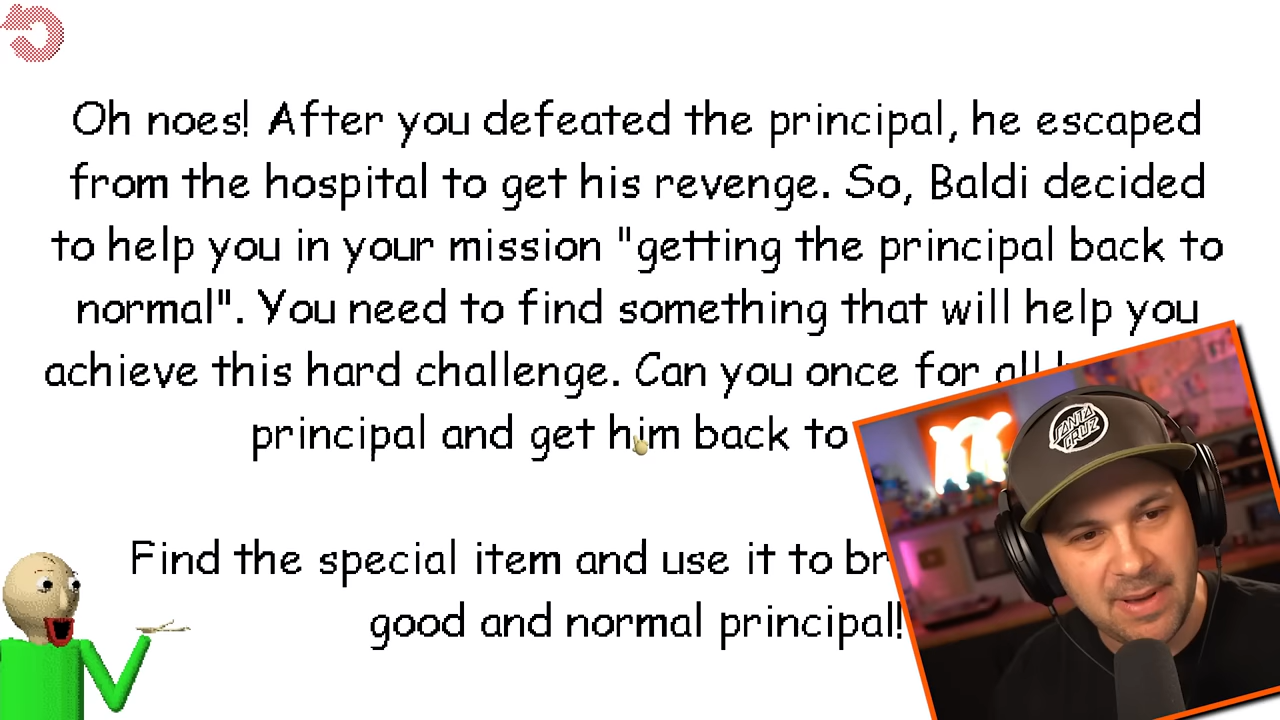 Oh noes! After you defeated the principal, he escaped
from the hospital to get his revenge. So, Baldi decided
to help you in your mission "getting the principal back to
normal". You need to find something that will help you
achieve this hard challenge. Can you once for all
principal and get him back to
Find the special item and use it to
good and normal principal!
SANTA
CRUZ